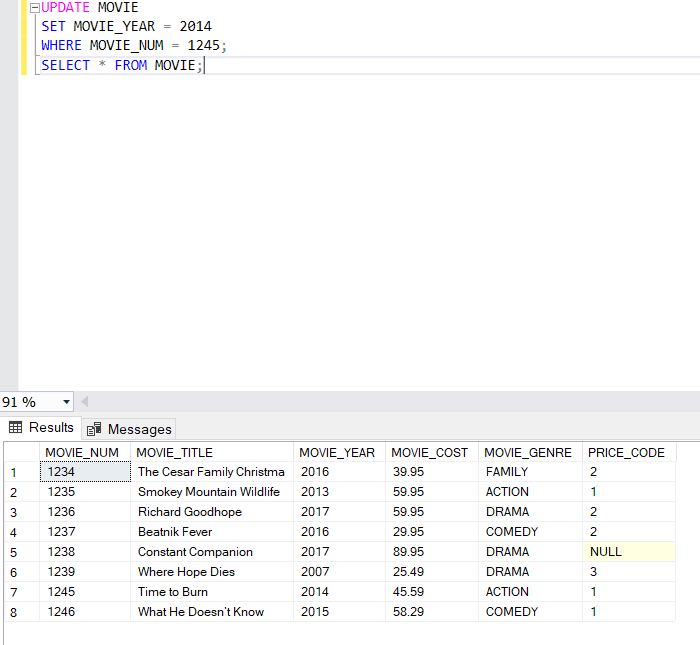 UPDATE MOVIE
SET MOVIE_YEAR = 2014
WHERE MOVIE_NUM = 1245;
SELECT * FROM MOVIE;
91 %
Results Messages
MOVIE_NUM MOVIE_TITLE MOVIE_YEAR MOVIE_COST MOVIE_GENRE PRICE_CODE
1 1234 The Cesar Family Christma 2016 39.95 FAMILY 2
2 1235 Smokey Mountain Wildlife 2013 59.95 ACTION 1
3 1236 Richard Goodhope 2017 59.95 DRAMA 2
4 1237 Beatnik Fever 2016 29.95 COMEDY 2
5 1238 Constant Companion 2017 89.95 DRAMA NULL
6 1239 Where Hope Dies 2007 25.49 DRAMA 3
7 1245 Time to Burn 2014 45.59 ACTION 1
8 1246 What He Doesn't Know 2015 58.29 COMEDY 1